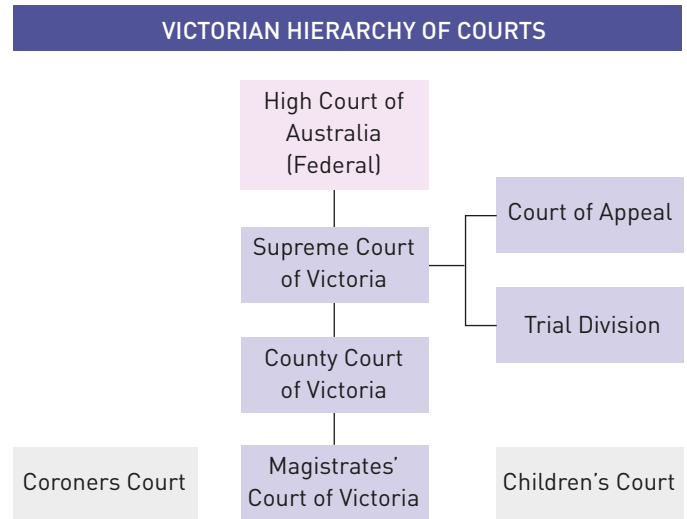 VICTORIAN HIERARCHY OF COURTS
High Court of
Australia
(Federal)
Court of Appeal
Supreme Court
of Victoria
Trial Division
County Court
of Victoria
Coroners Court
Magistrates’
Court of Victoria
Children’s Court